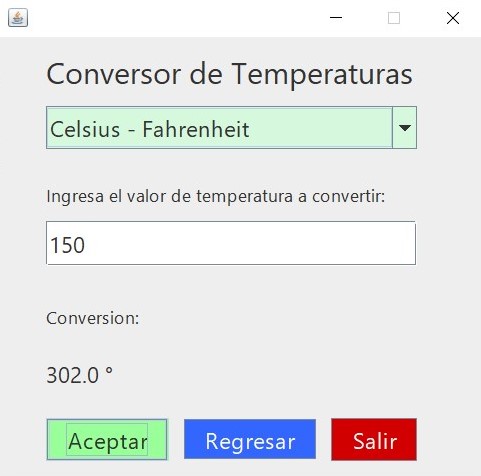 Conversor de Temperaturas
Celsius - Fahrenheit
Ingresa el valor de temperatura a convertir:
150
Conversion:
302.0 °
Aceptar Regresar Salir